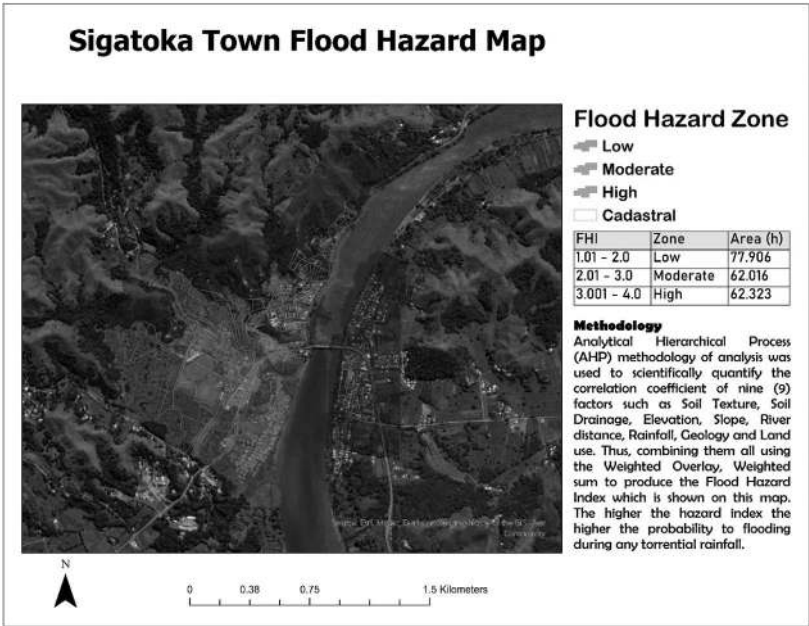 Sigatoka Town Flood Hazard Map
Flood Hazard Zone
Low
Moderate
High
Cadastral
FHI Zone Area (h)
1.01 - 2.0 Low 77.906
2.01 - 3.0 Moderate 62.016
3.001 - 4.0 High 62.323
Methodology
Analytical Hierarchical Process
(AHP) methodology of analysis was
used to scientifically quantify the
correlation coefficient of nine (9)
factors such as Soil Texture, Soil
Drainage, Elevation, Slope, River
distance, Rainfall, Geology and Land
use. Thus, combining them all using
the Weighted Overlay, Weighted
sum to produce the Flood Hazard
Index which is shown on this map.
The higher the hazard index the
higher the probability to flooding
during any torrential rainfall.
Community
N
0 0.38 0.75 1.5 Kilometers